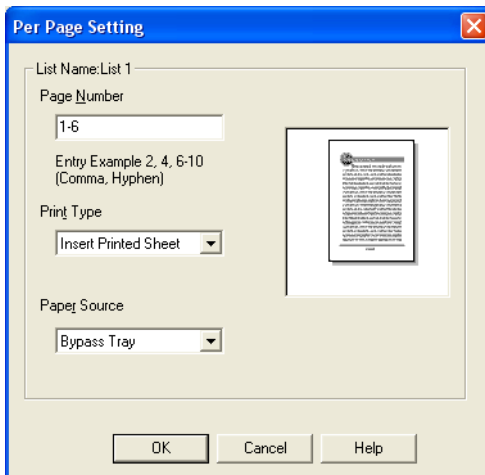 Per Page Setting
List Name:List 1
Page Number
1-6
Entry Example 2, 4, 6-10
(Comma, Hyphen)
Print Type
Insert Printed Sheet
Paper Source
Bypass Tray
OK Cancel Help